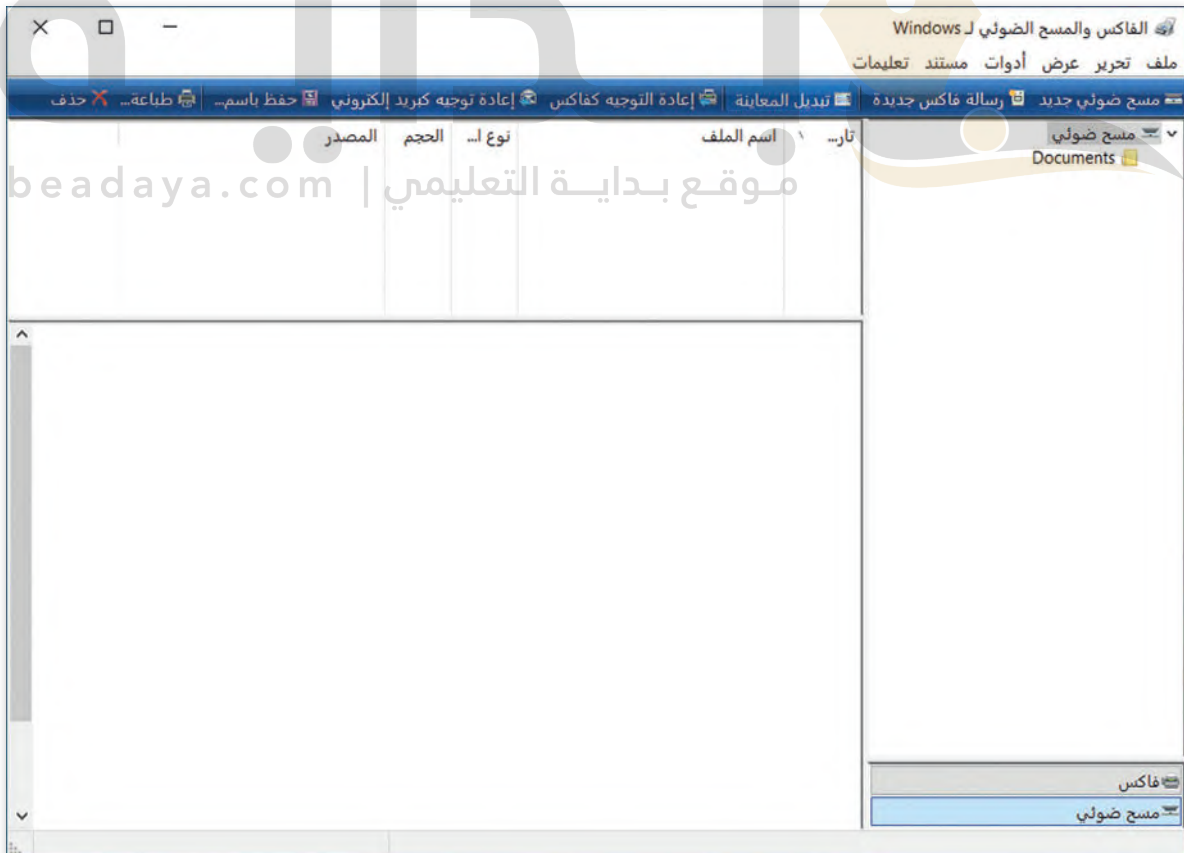 الفاكس والمسح الضوئي لـ Windows
ملف تحرير عرض أدوات مستند تعليمات
مسح ضوئي جديد رسالة فاكس جديدة تبديل المعاينة إعادة التوجيه كفاكس إعادة توجيه كبريد إلكتروني حفظ باسم... طباعة... حذف
مسح ضوئي
Documents
تار... اسم الملف نوع ا... الحجم المصدر
موقع بداية التعليمي | beadaya.com
فاكس
مسح ضوئي